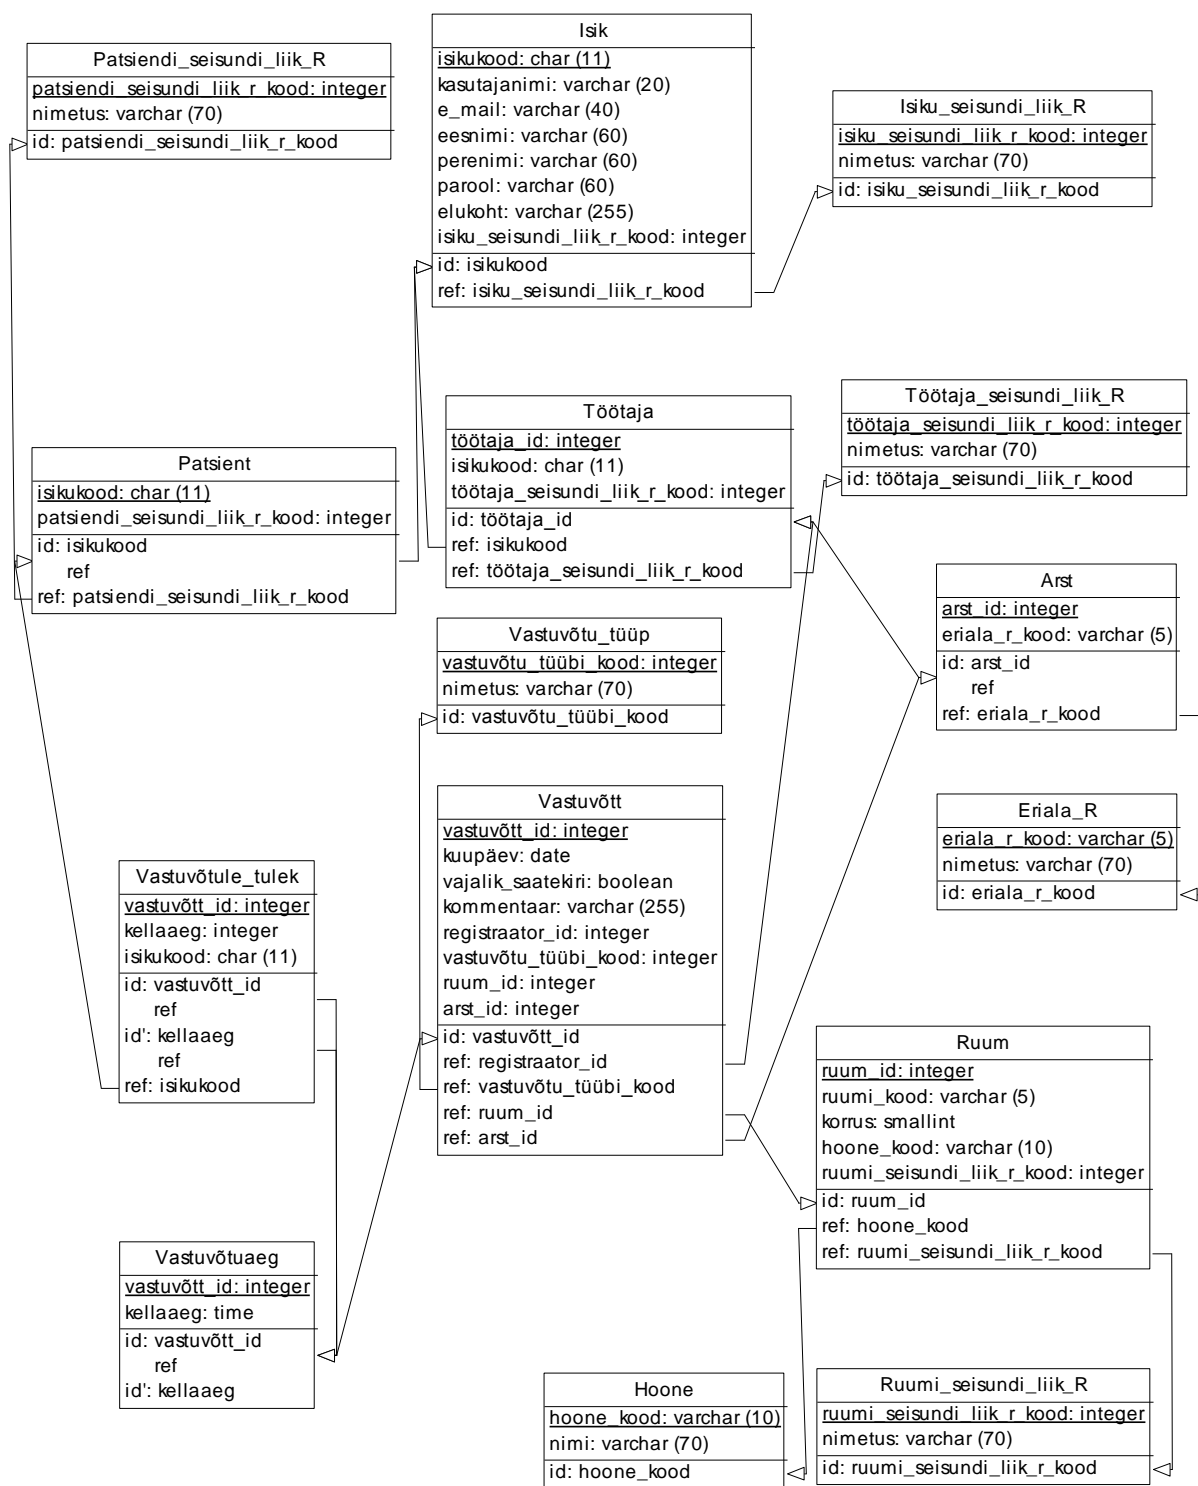 Isik
isikukood: char (11)
kasutajanimi: varchar (20)
e_mail: varchar (40)
eesnimi: varchar (60)
perenimi: varchar (60)
parool: varchar (60)
elukoht: varchar (255)
isiku_seisundi_liik_r_kood: integer
id: isikukood
ref: isiku_seisundi_liik_r_kood
Patsiendi_seisundi_liik_R
patsiendi_seisundi_liik_r_kood: integer
nimetus: varchar (70)
id: patsiendi_seisundi_liik_r_kood
Isiku_seisundi_liik_R
isiku_seisundi_liik_r_kood: integer
nimetus: varchar (70)
id: isiku_seisundi_liik_r_kood
Töötaja_seisundi_liik_R
töötaja_seisundi_liik_r_kood: integer
nimetus: varchar (70)
id: töötaja_seisundi_liik_r_kood
Töötaja
töötaja_id: integer
isikukood: char (11)
töötaja_seisundi_liik_r_kood: integer
id: töötaja_id
ref: isikukood
ref: töötaja_seisundi_liik_r_kood
Patsient
isikukood: char (11)
patsiendi_seisundi_liik_r_kood: integer
id: isikukood
ref
ref: patsiendi_seisundi_liik_r_kood
Arst
arst_id: integer
eriala_r_kood: varchar (5)
id: arst_id
ref
ref: eriala_r_kood
Vastuvõtu_tüüp
vastuvõtu_tüübi_kood: integer
nimetus: varchar (70)
id: vastuvõtu_tüübi_kood
Vastuvõtt
vastuvõtt_id: integer
kuupäev: date
vajalik_saatekiri: boolean
kommentaar: varchar (255)
registraator_id: integer
vastuvõtu_tüübi_kood: integer
ruum_id: integer
arst_id: integer
id: vastuvõtt_id
ref: registraator_id
ref: vastuvõtu_tüübi_kood
ref: ruum_id
ref: arst_id
Eriala_R
eriala_r_kood: varchar (5)
nimetus: varchar (70)
id: eriala_r_kood
Vastuvõtule_tulek
vastuvõtt_id: integer
kellaaeg: integer
isikukood: char (11)
id: vastuvõtt_id
ref
id': kellaaeg
ref
ref: isikukood
Ruum
ruum_id: integer
ruumi_kood: varchar (5)
korrus: smallint
hoone_kood: varchar (10)
ruumi_seisundi_liik_r_kood: integer
id: ruum_id
ref: hoone_kood
ref: ruumi_seisundi_liik_r_kood
Vastuvõtuaeg
vastuvõtt_id: integer
kellaaeg: time
id: vastuvõtt_id
ref
id': kellaaeg
Hoone
hoone_kood: varchar (10)
nimi: varchar (70)
id: hoone_kood
Ruumi_seisundi_liik_R
ruumi_seisundi_liik_r_kood: integer
nimetus: varchar (70)
id: ruumi_seisundi_liik_r_kood